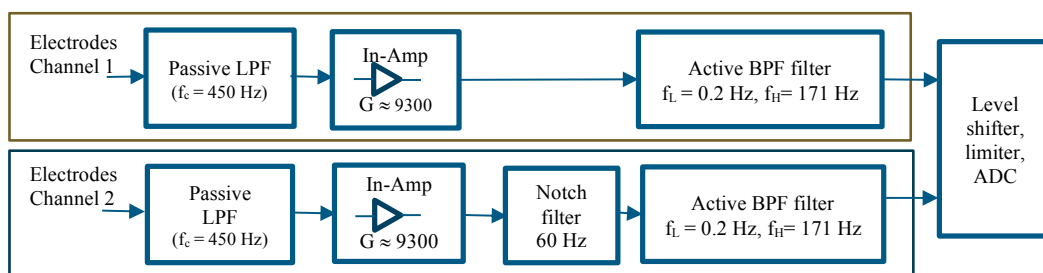 Electrodes
Channel 1
Passive LPF
(fc = 450 Hz)
In-Amp
G ≈ 9300
Active BPF filter
fL = 0.2 Hz, fH= 171 Hz
Level
shifter,
limiter,
ADC
Electrodes
Channel 2
Passive
LPF
(fc = 450 Hz)
In-Amp
G ≈ 9300
Notch
filter
60 Hz
Active BPF filter
fL = 0.2 Hz, fH= 171 Hz